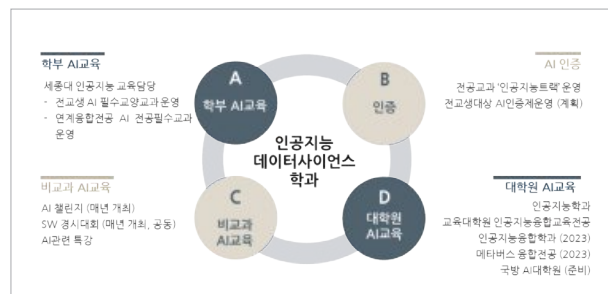 학부 AI교육
세종대 인공지능 교육담당
- 전교생 AI 필수교양교과 운영
- 연계융합전공 AI 전공필수교과
운영
A
학부 AI교육
B
인증
AI 인증
전공교과 '인공지능트랙' 운영
전교생대상 AI인증제운영 (계획)
인공지능
데이터사이언스
학과
비교과 AI교육
AI 챌린지 (매년 개최)
SW 경시대회 (매년 개최, 공동)
AI관련 특강
C
비교과
AI교육
D
대학원
AI교육
대학원 AI교육
인공지능학과
교육대학원 인공지능융합교육전공
인공지능융합학과 (2023)
메타버스 융합전공 (2023)
국방 AI대학원 (준비)